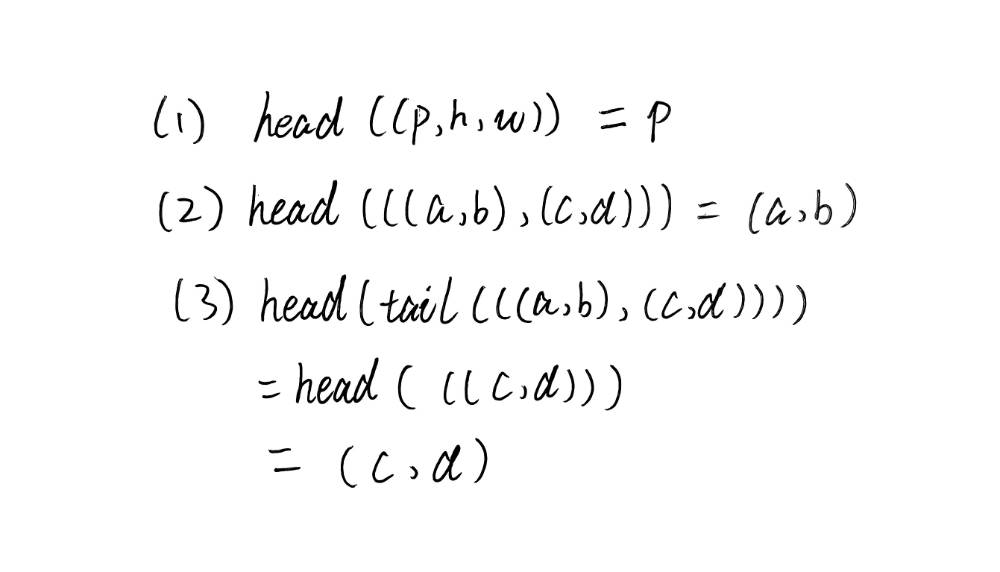 (1) head ((p,h,w)) = p
(2) head (((a,b),(c,d))) = (a,b)
(3) head(tail(((a,b),(c,d))))
=head( ((c,d)))
= (c,d)